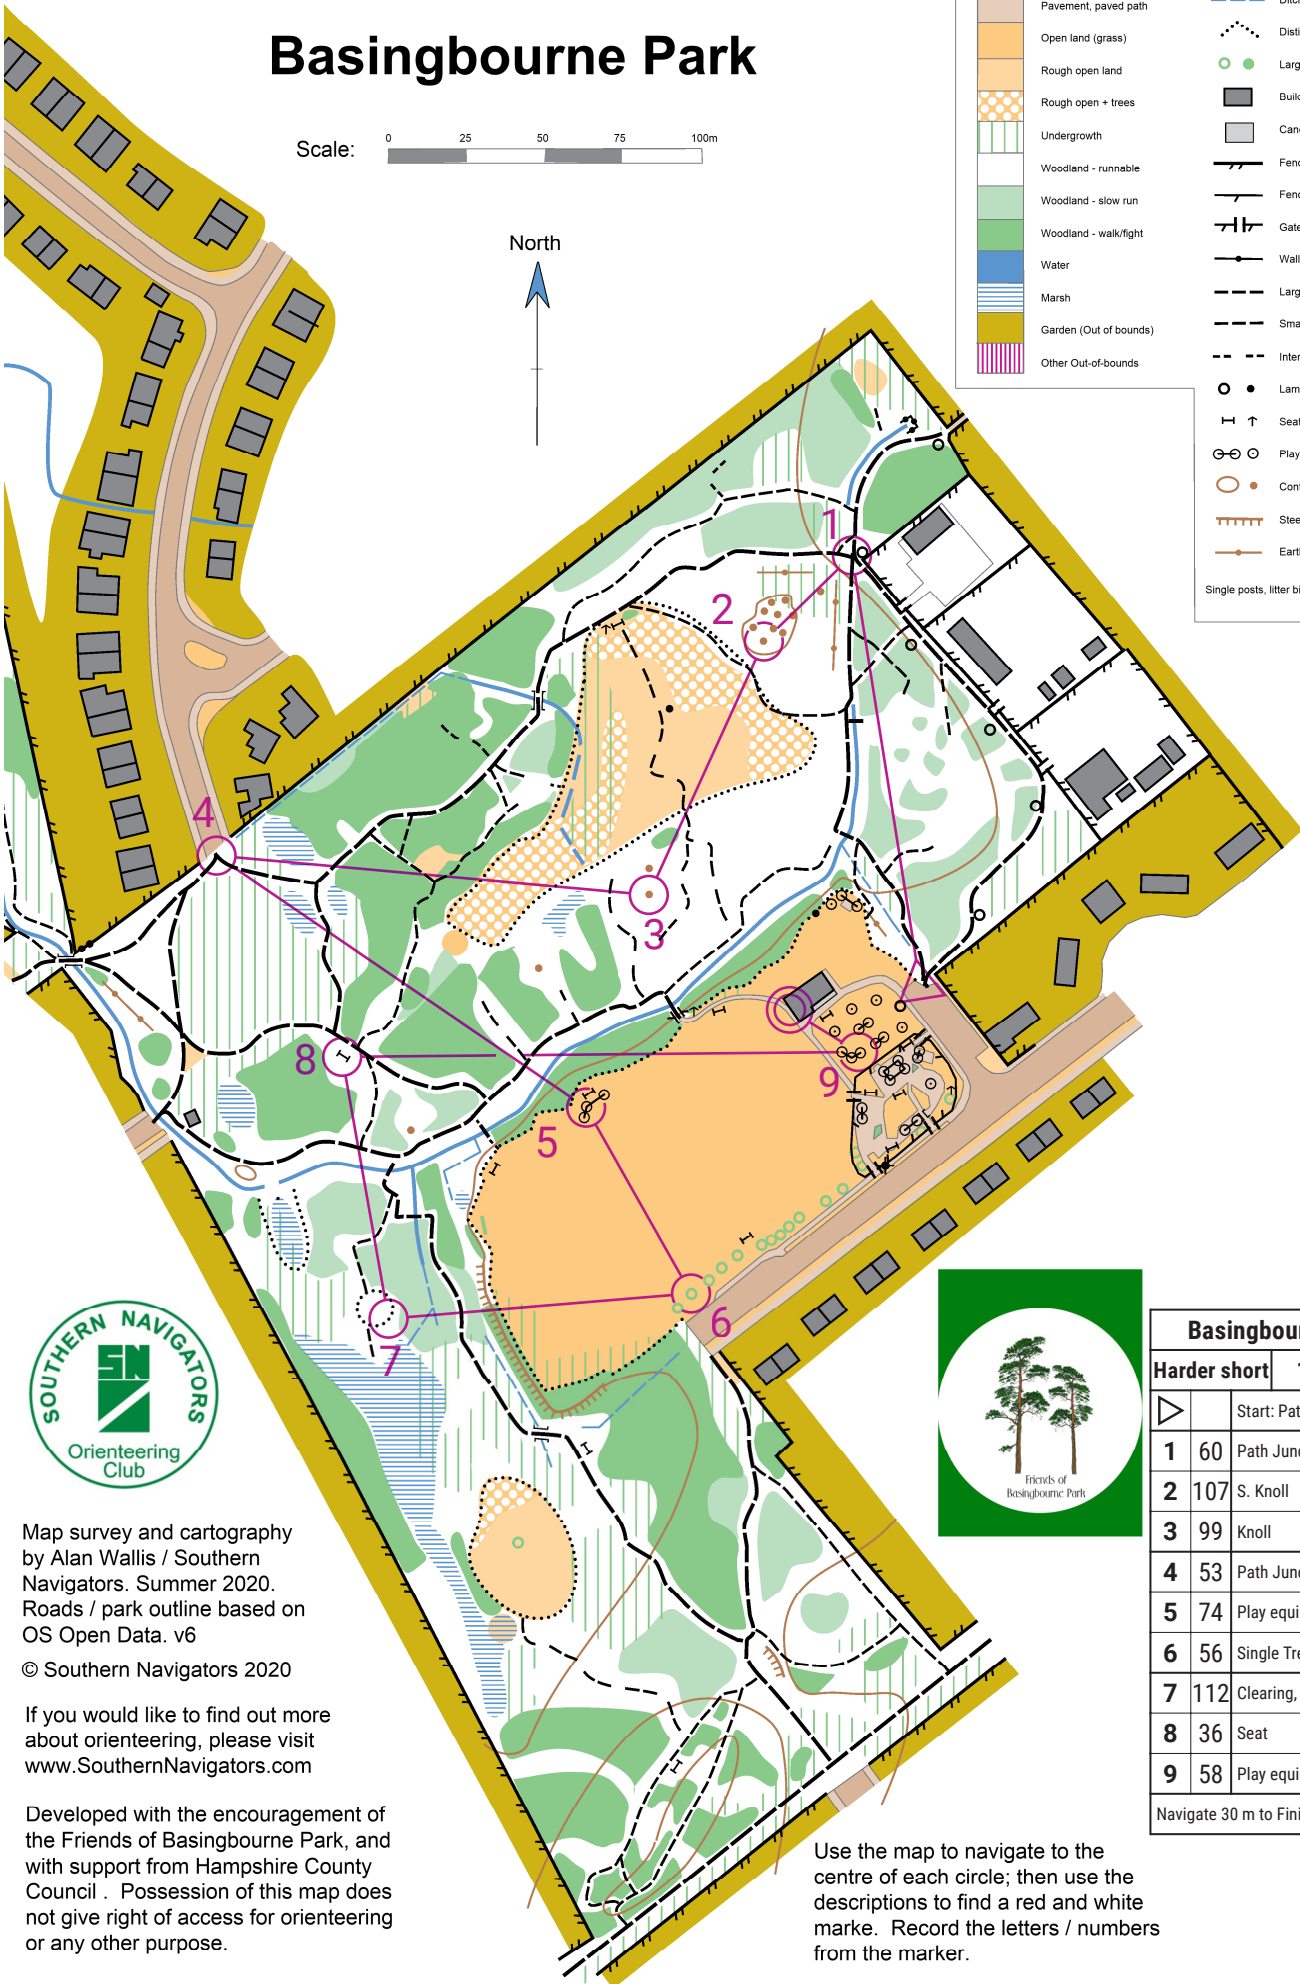 Basingbourne Park
Scale:
0 25 50 75 100m
North
Pavement, paved path
Open land (grass)
Rough open land
Rough open + trees
Undergrowth
Woodland - runnable
Woodland - slow run
Woodland - walk/fight
Water
Marsh
Garden (Out of bounds)
Other Out-of-bounds
Single posts, litter
1
2
3
4
5
6
7
8
9
SOUTHERN NAVIGATORS
SN
Orienteering
Club
Friends of
Basingbourne Park
Map survey and cartography
by Alan Wallis / Southern
Navigators. Summer 2020.
Roads / park outline based on
OS Open Data. v6
© Southern Navigators 2020
If you would like to find out more
about orienteering, please visit
www.SouthernNavigators.com
Developed with the encouragement of
the Friends of Basingbourne Park, and
with support from Hampshire County
Council . Possession of this map does
not give right of access for orienteering
or any other purpose.
Harder short
Start:
1 60 Path
2 107 S. Knoll
3 99 Knoll
4 53 Path
5 74 Play
6 56 Single
7 112 Clearing,
8 36 Seat
9 58 Play
Navigate 30 m to
Use the map to navigate to the
centre of each circle; then use the
descriptions to find a red and white
marke. Record the letters / numbers
from the marker.